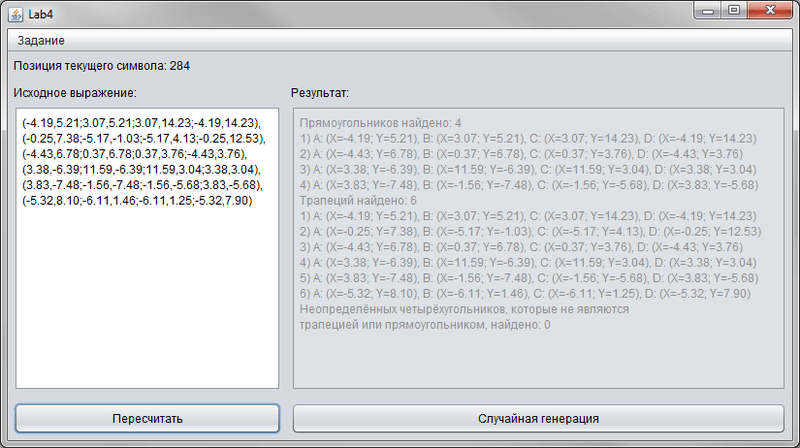 Lab4
Задание
Позиция текущего символа: 284
Исходное выражение:
Результат:
(-4.19,5.21;3.07,5.21;3.07,14.23;-4.19,14.23),
(-0.25,7.38;-5.17,-1.03;-5.17,4.13;-0.25,12.53),
(-4.43,6.78;0.37,6.78;0.37,3.76;-4.43,3.76),
(3.38,-6.39;11.59,-6.39;11.59,3.04;3.38,3.04),
(3.83,-7.48;-1.56,-7.48;-1.56,-5.68;3.83,-5.68),
(-5.32,8.10;-6.11,1.46;-6.11,1.25;-5.32,7.90)
Прямоугольников найдено: 4
1) A: (X=-4.19; Y=5.21), B: (X=3.07; Y=5.21), C: (X=3.07; Y=14.23), D: (X=-4.19; Y=14.23)
2) A: (X=-4.43; Y=6.78), B: (X=0.37; Y=6.78), C: (X=0.37; Y=3.76), D: (X=-4.43; Y=3.76)
3) A: (X=3.38; Y=-6.39), B: (X=11.59; Y=-6.39), C: (X=11.59; Y=3.04), D: (X=3.38; Y=3.04)
4) A: (X=3.83; Y=-7.48), B: (X=-1.56; Y=-7.48), C: (X=-1.56; Y=-5.68), D: (X=3.83; Y=-5.68)
Трапеций найдено: 6
1) A: (X=-4.19; Y=5.21), B: (X=3.07; Y=5.21), C: (X=3.07; Y=14.23), D: (X=-4.19; Y=14.23)
2) A: (X=-0.25; Y=7.38), B: (X=-5.17; Y=-1.03), C: (X=-5.17; Y=4.13), D: (X=-0.25; Y=12.53)
3) A: (X=-4.43; Y=6.78), B: (X=0.37; Y=6.78), C: (X=0.37; Y=3.76), D: (X=-4.43; Y=3.76)
4) A: (X=3.38; Y=-6.39), B: (X=11.59; Y=-6.39), C: (X=11.59; Y=3.04), D: (X=3.38; Y=3.04)
5) A: (X=3.83; Y=-7.48), B: (X=-1.56; Y=-7.48), C: (X=-1.56; Y=-5.68), D: (X=3.83; Y=-5.68)
6) A: (X=-5.32; Y=8.10), B: (X=-6.11; Y=1.46), C: (X=-6.11; Y=1.25), D: (X=-5.32; Y=7.90)
Неопределённых четырёхугольников, которые не являются
трапецией или прямоугольником, найдено: 0
Пересчитать
Случайная генерация